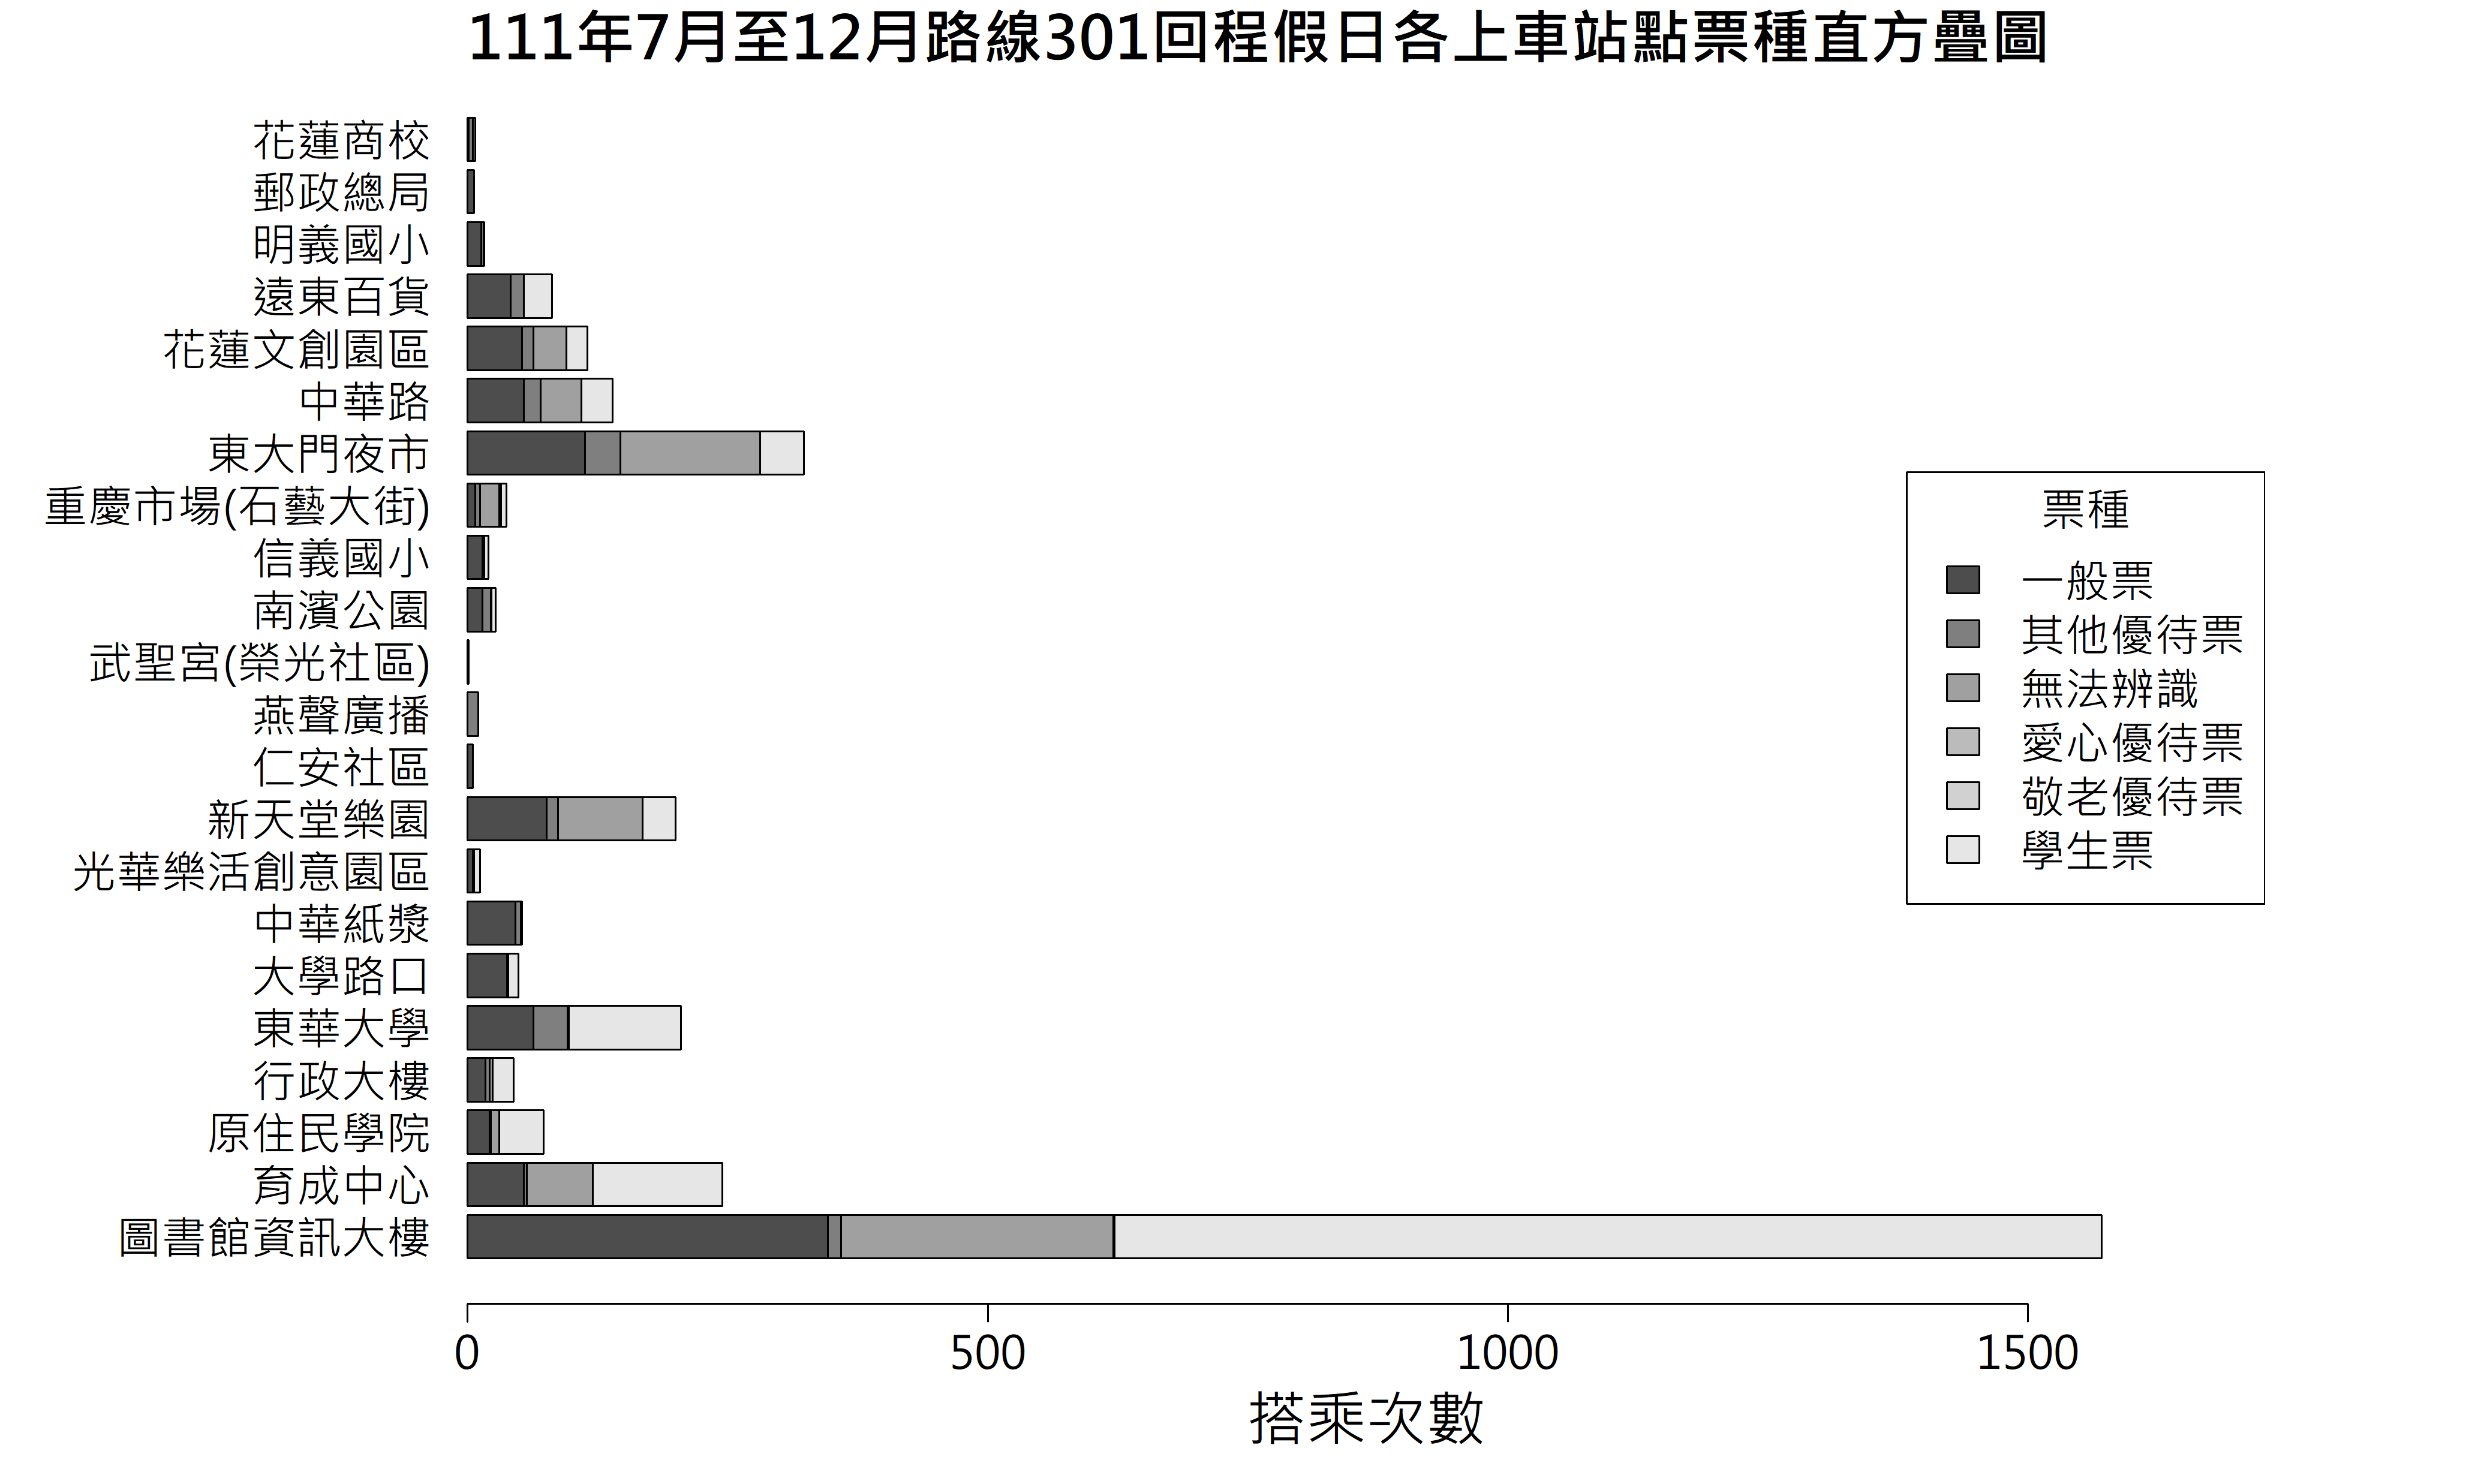 111年7月至12月路線301回程假日各上車站點票種直方疊圖
花蓮商校
郵政總局
明義國小
遠東百貨
花蓮文創園區
中華路
東大門夜市
重慶市場(石藝大街)
信義國小
南濱公園
武聖宮(榮光社區)
燕聲廣播
仁安社區
新天堂樂園
光華樂活創意園區
中華紙漿
大學路口
東華大學
行政大樓
原住民學院
育成中心
圖書館資訊大樓
票種
一般票
其他優待票
無法辨識
愛心優待票
敬老優待票
學生票
0 500 1000 1500
搭乘次數